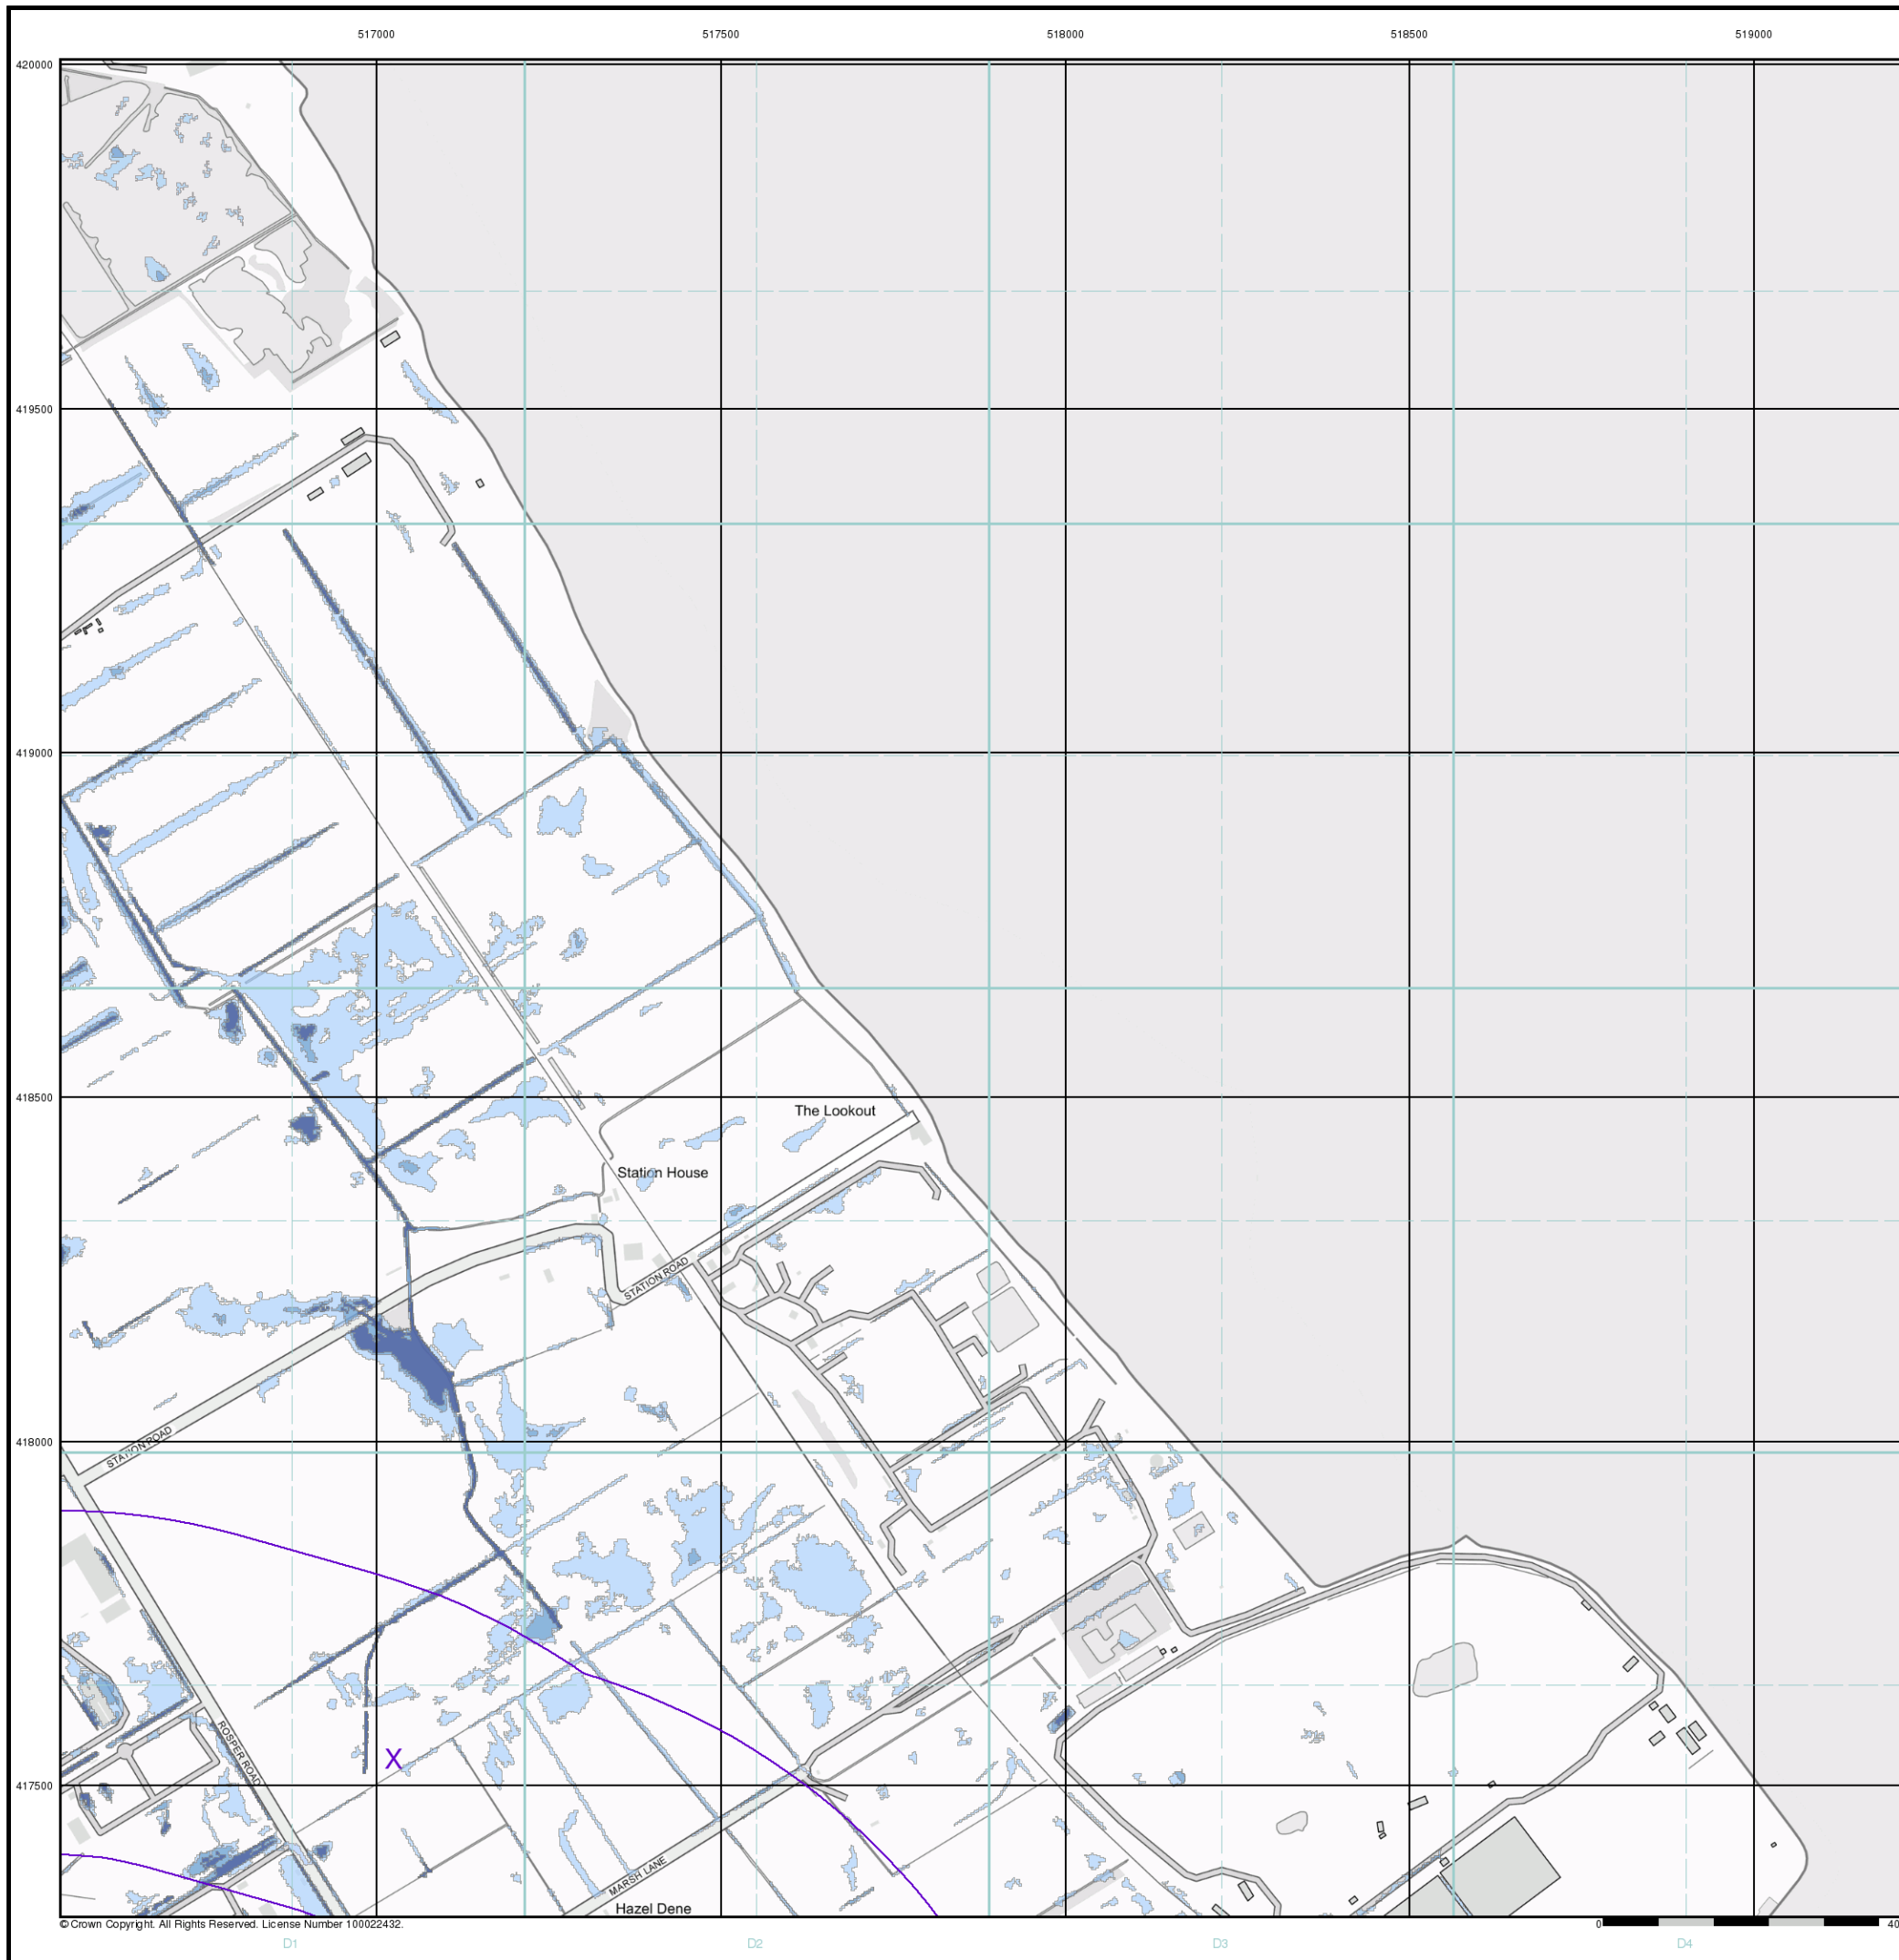 517000 517500 518000 518500 519000
420000
419500
419000
418500
The Lookout
Station House
STATION ROAD
418000
STATION ROAD
ROSPER ROAD
X
417500
MARSH LANE
Hazel Dene
© Crown Copyright. All Rights Reserved. License Number 100022432.
0 40
D1 D2 D3 D4